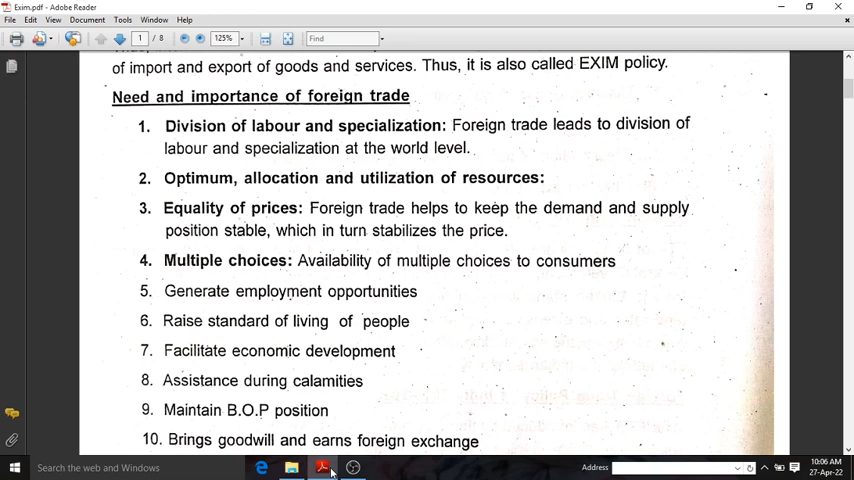 Exim.pdf - Adobe Reader
File Edit View Document Tools Window Help
1 / 8 125% Find
of import and export of goods and services. Thus, it is also called EXIM policy.
Need and importance of foreign trade
1. Division of labour and specialization: Foreign trade leads to division of
labour and specialization at the world level.
2. Optimum, allocation and utilization of resources:
3. Equality of prices: Foreign trade helps to keep the demand and supply
position stable, which in turn stabilizes the price.
4. Multiple choices: Availability of multiple choices to consumers
5. Generate employment opportunities
6. Raise standard of living of people
7. Facilitate economic development
8. Assistance during calamities
9. Maintain B.O.P position
10. Brings goodwill and earns foreign exchange
Search the web and Windows
Address
10:06 AM
27-Apr-22